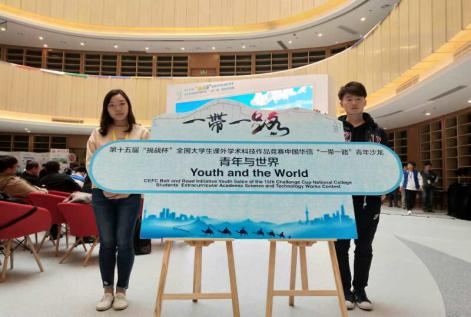 一带一路
第十五届“挑战杯”全国大学生课外学术科技作品竞赛中国华信“一带一路”青年沙龙
青年与世界
Youth and the World
CEFC Belt and Road Initiative Youth Salon of the 15th Challenge Cup National College
Students' Extracurricular Academic Science and Technology Works Contest